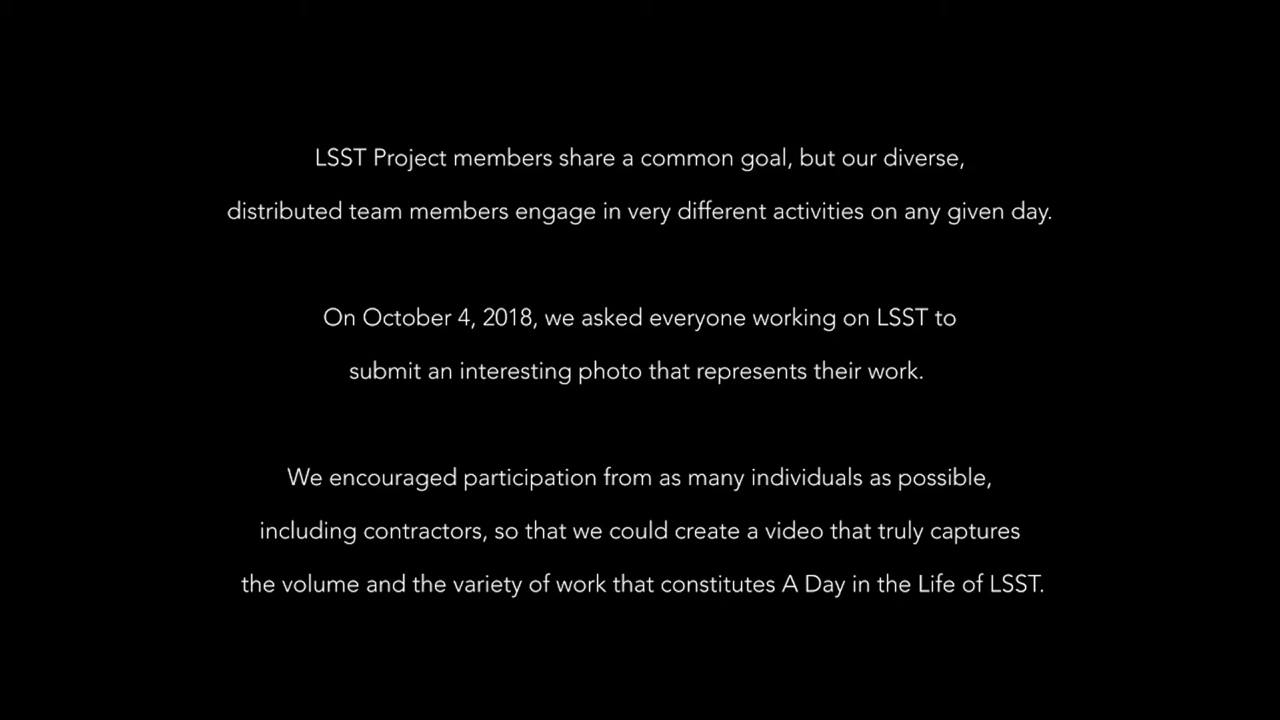 LSST Project members share a common goal, but our diverse,
distributed team members engage in very different activities on any given day.
On October 4, 2018, we asked everyone working on LSST to
submit an interesting photo that represents their work.
We encouraged participation from as many individuals as possible,
including contractors, so that we could create a video that truly captures
the volume and the variety of work that constitutes A Day in the Life of LSST.